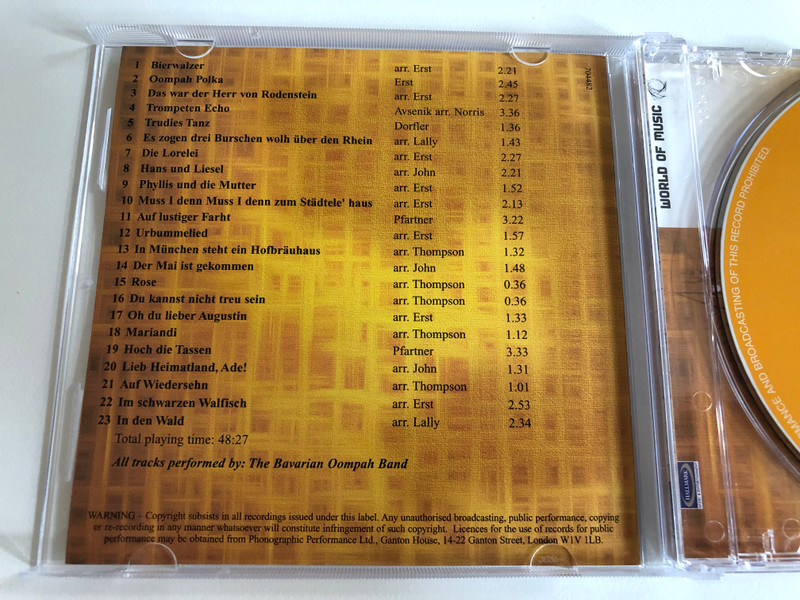 1 Bierwalzer arr. Erst 2.21
2 Oompah Polka Erst 2.45
3 Das war der Herr von Rodenstein arr. Erst 2.27
4 Trompeten Echo Avsenik arr. Norris 3.36
5 Trudies Tanz Dorfler 1.36
6 Es zogen drei Burschen wolh über den Rhein arr. Lally 1.43
7 Die Lorelei arr. Erst 2.27
8 Hans und Liesel arr. John 2.21
9 Phyllis und die Mutter arr. Erst 1.52
10 Muss I denn Muss I denn zum Städtele' haus arr. Erst 2.13
11 Auf lustiger Farht Pfartner 3.22
12 Urbummelied arr. Erst 1.57
13 In München steht ein Hofbräuhaus arr. Thompson 1.32
14 Der Mai ist gekommen arr. John 1.48
15 Rose arr. Thompson 0.36
16 Du kannst nicht treu sein arr. Thompson 0.36
17 Oh du lieber Augustin arr. Erst 1.33
18 Mariandi arr. Thompson 1.12
19 Hoch die Tassen Pfartner 3.33
20 Lieb Heimatland, Ade! arr. John 1.31
21 Auf Wiedersehn arr. Thompson 1.01
22 Im schwarzen Walfisch arr. Erst 2.53
23 In den Wald arr. Lally 2.34
Total playing time: 48:27
All tracks performed by: The Bavarian Oompah Band
WARNING - Copyright subsists in all recordings issued under this label. Any unauthorised broadcasting, public performance, copying
or re-recording in any manner whatsoever will constitute infringement of such copyright. Licences for the use of records for public
performance may be obtained from Phonographic Performance Ltd., Ganton House, 14-22 Ganton Street, London W1V 1LB.
704462
WORLD OF MUSIC
HALLMARK
AND BROADCASTING OF THIS RECORD PROHIBITED.